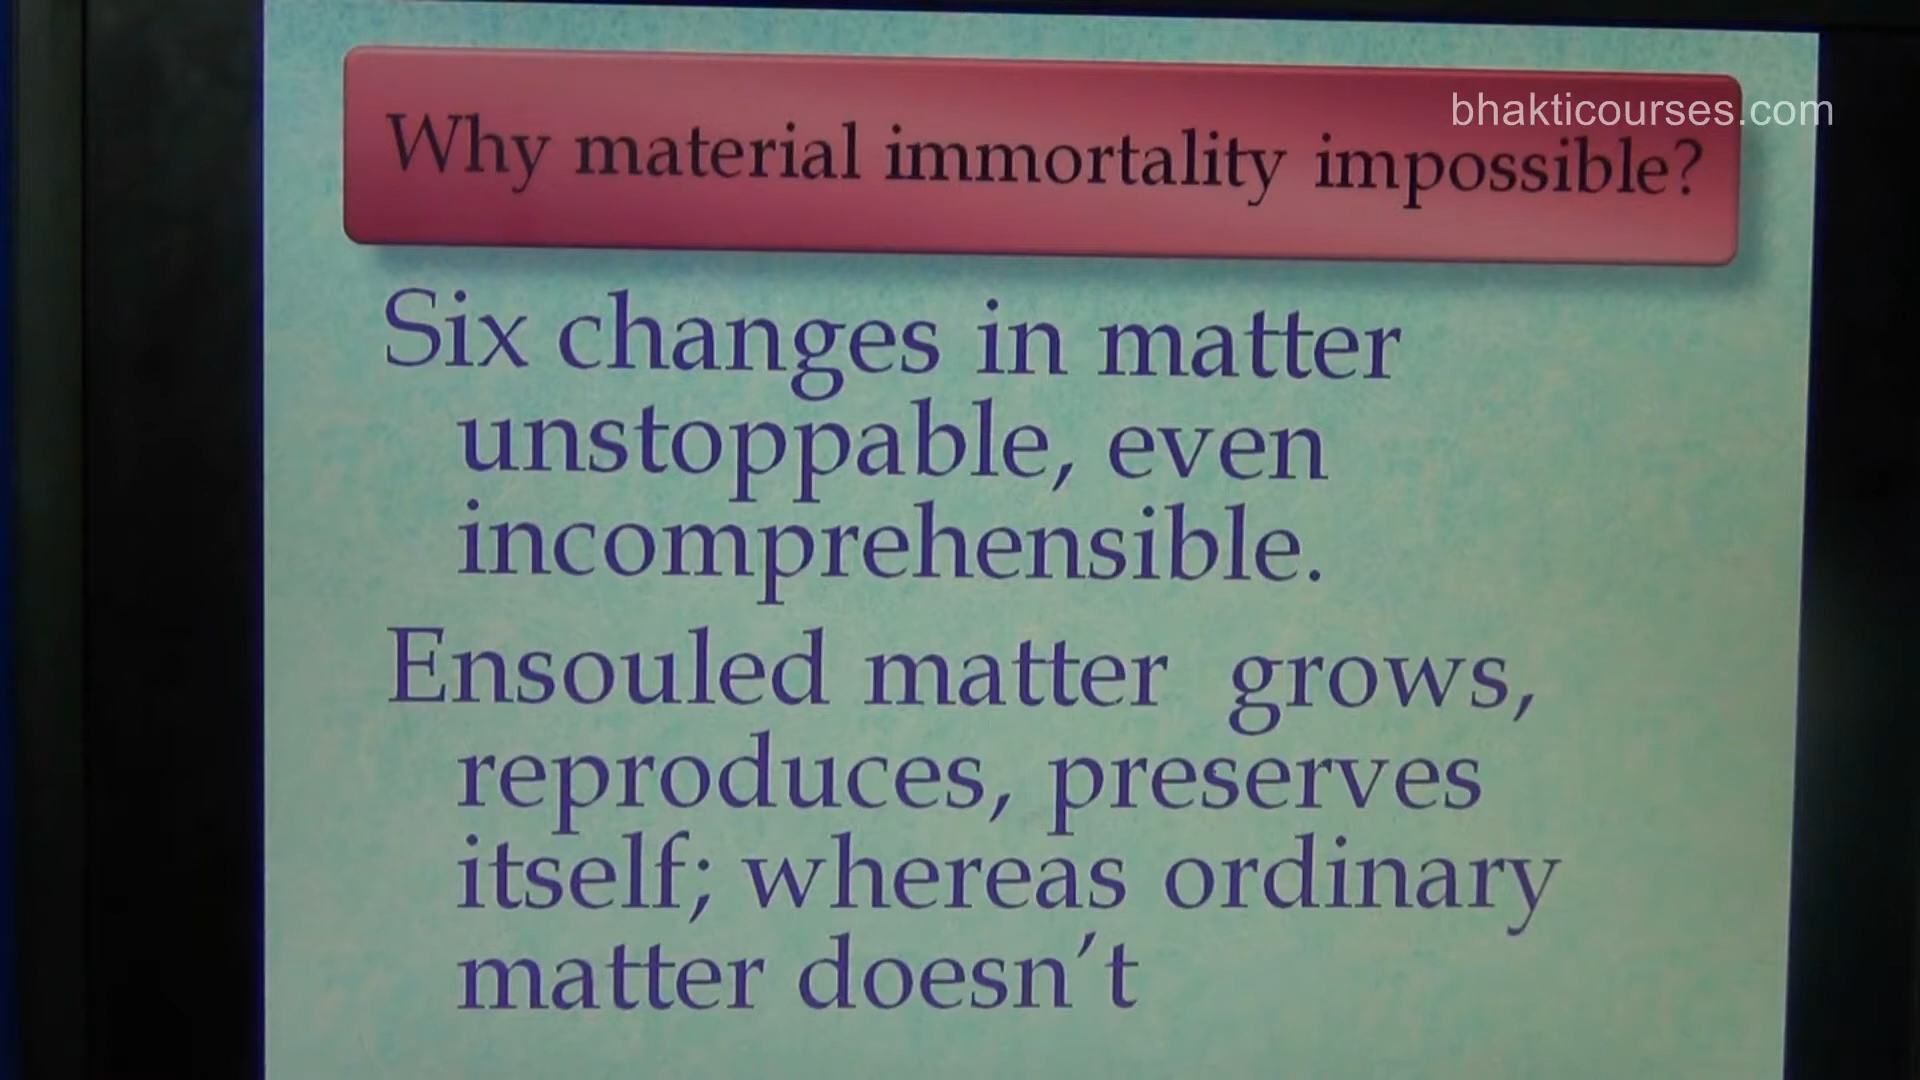 bhakticourses.com
Why material immortality impossible?
Six changes in matter
unstoppable, even
incomprehensible.
Ensouled matter grows,
reproduces, preserves
itself; whereas ordinary
matter doesn't